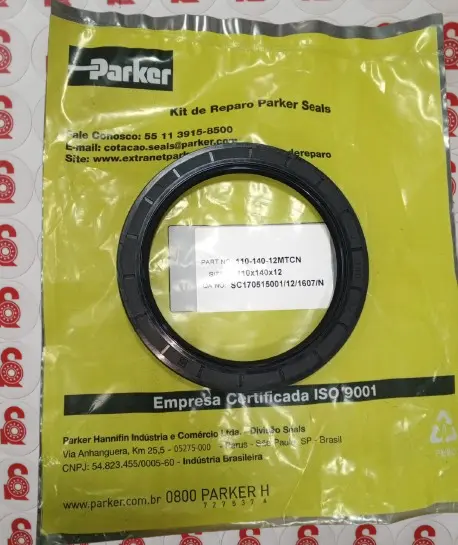 Parker
Kit de Reparo Parker Seals
Fale Conosco: 55 11 3915-8500
E-mail: cotacao.seals@parker.com
Site: www.extranetpar
dereparo
PART NO: 110-140-12MTCN
110x140x12
NO: SC170515001/12/1607/N
Empresa Certificada ISO 9001
Parker Hannifin Indústria e Comércio Ltda. - Divisão Seals
Via Anhanguera, Km 25,5 - 05275-000 - Perus - São Paulo, SP - Brasil
CNPJ: 54.823.455/0005-60 - Indústria Brasileira
www.parker.com.br 0800 PARKER H
727537 4